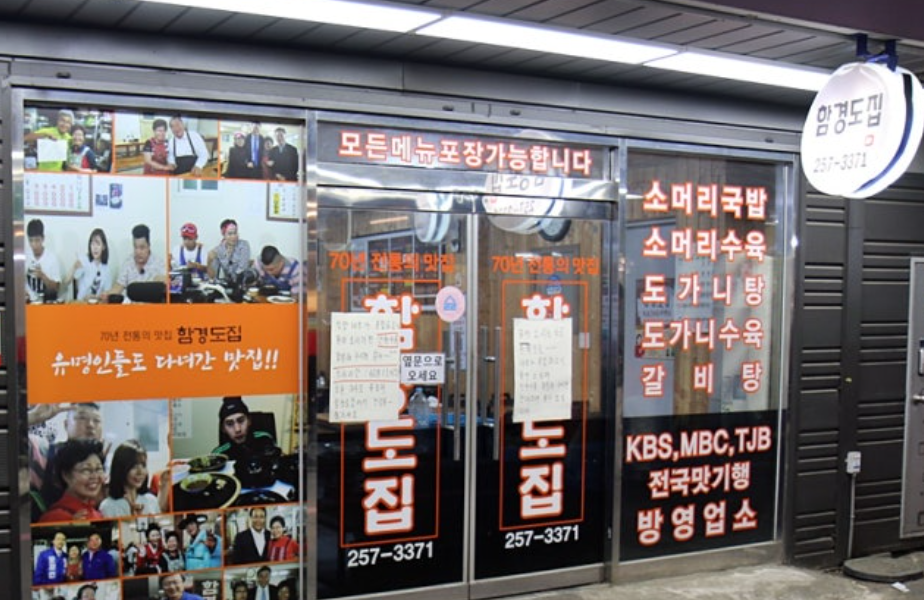 함경도집
257-3371
모든메뉴포장가능합니다
70년 전통의 맛집
함
도
집
257-3371
옆문으로
오세요
70년 전통의 맛집
함
도
집
257-3371
70년 전통의 맛집 함경도집
유명인들도 다녀간 맛집!!
소머리국밥
소머리수육
도가니탕
도가니수육
갈비탕
KBS,MBC,TJB
전국맛기행
방영업소